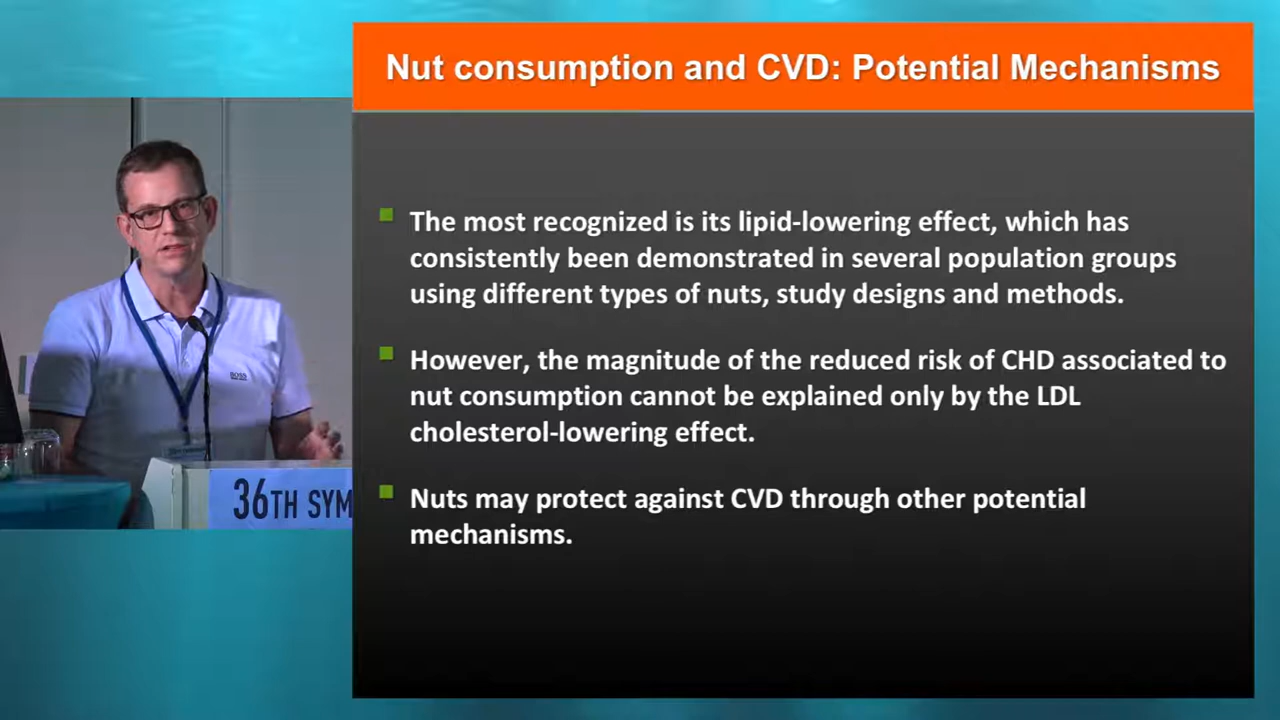 Nut consumption and CVD: Potential Mechanisms
The most recognized is its lipid-lowering effect, which has
consistently been demonstrated in several population groups
using different types of nuts, study designs and methods.
However, the magnitude of the reduced risk of CHD associated to
nut consumption cannot be explained only by the LDL
cholesterol-lowering effect.
Nuts may protect against CVD through other potential
mechanisms.
BOSS
36TH SYM